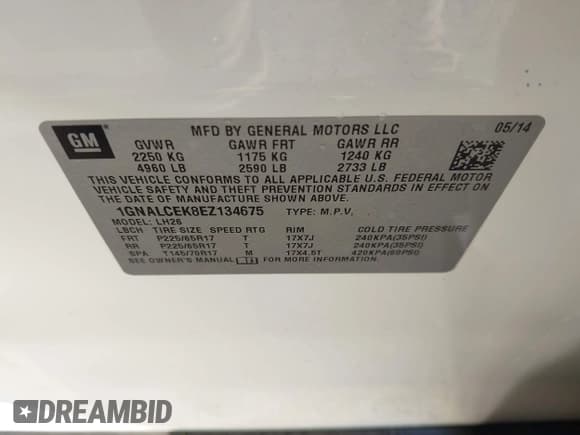 GM
MFD BY GENERAL MOTORS LLC
05/14
GVWR GAWR FRT GAWR RR
2250 KG 1175 KG 1240 KG
4960 LB 2590 LB 2733 LB
THIS VEHICLE CONFORMS TO ALL APPLICABLE U.S. FEDERAL MOTOR
VEHICLE SAFETY AND THEFT PREVENTION STANDARDS IN EFFECT ON
THE DATE OF MANUFACTURE SHOWN ABOVE.
1GNALCEK8EZ134675 TYPE: M.P.V.
MODEL: LH26
LBCH TIRE SIZE SPEED RTG RIM COLD TIRE PRESSURE
FRT P225/65R17 T 17X7J 240KPA(35PSI)
RR P225/65R17 T 17X7J 240KPA(35PSI)
SPA T145/70R17 M 17X4.5T 420KPA(60PSI)
SEE OWNER'S MANUAL FOR MORE INFORMATION.
DREAMBID